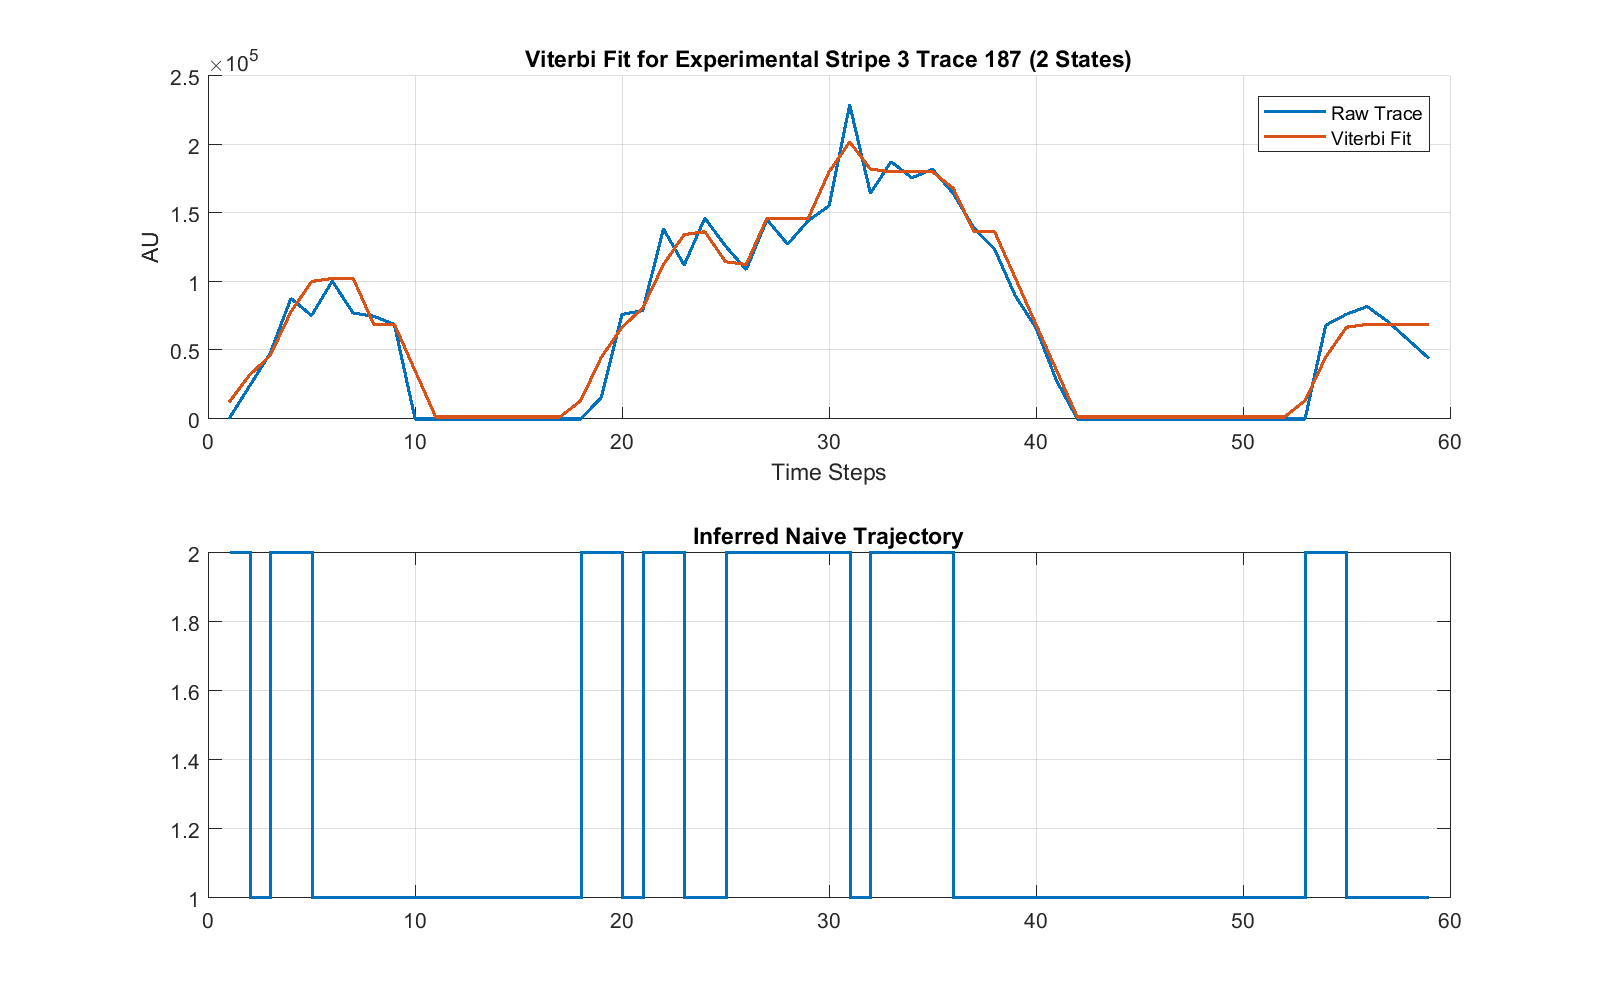 Viterbi Fit for Experimental Stripe 3 Trace 187 (2 States)
×10^5
2.5
2
1.5
1
0.5
0
AU
Raw Trace
Viterbi Fit
0 10 20 30 40 50 60
Time Steps
Inferred Naive Trajectory
2
1.8
1.6
1.4
1.2
1
0 10 20 30 40 50 60